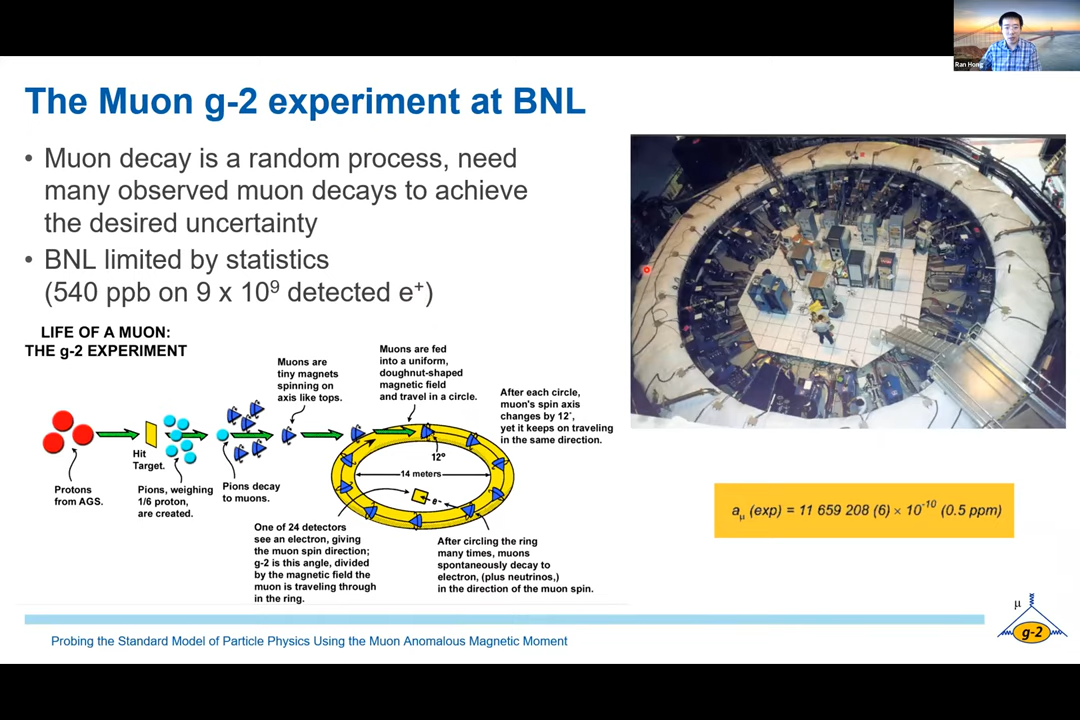 Ran Hong
The Muon g-2 experiment at BNL
• Muon decay is a random process, need
many observed muon decays to achieve
the desired uncertainty
• BNL limited by statistics
(540 ppb on 9 x 10⁹ detected e⁺)
LIFE OF A MUON:
THE g-2 EXPERIMENT
Protons
from AGS.
Hit
Target.
Pions, weighing
1/6 proton,
are created.
Pions decay
to muons.
Muons are
tiny magnets
spinning on
axis like tops.
Muons are fed
into a uniform,
doughnut-shaped
magnetic field
and travel in a circle.
After each circle,
muon's spin axis
changes by 12°,
yet it keeps on traveling
in the same direction.
12°
14 meters
e-
One of 24 detectors
see an electron, giving
the muon spin direction;
g-2 is this angle, divided
by the magnetic field the
muon is traveling through
in the ring.
After circling the ring
many times, muons
spontaneously decay to
electron, (plus neutrinos,)
in the direction of the muon spin.
aμ (exp) = 11 659 208 (6) × 10⁻¹⁰ (0.5 ppm)
Probing the Standard Model of Particle Physics Using the Muon Anomalous Magnetic Moment
μ
g-2